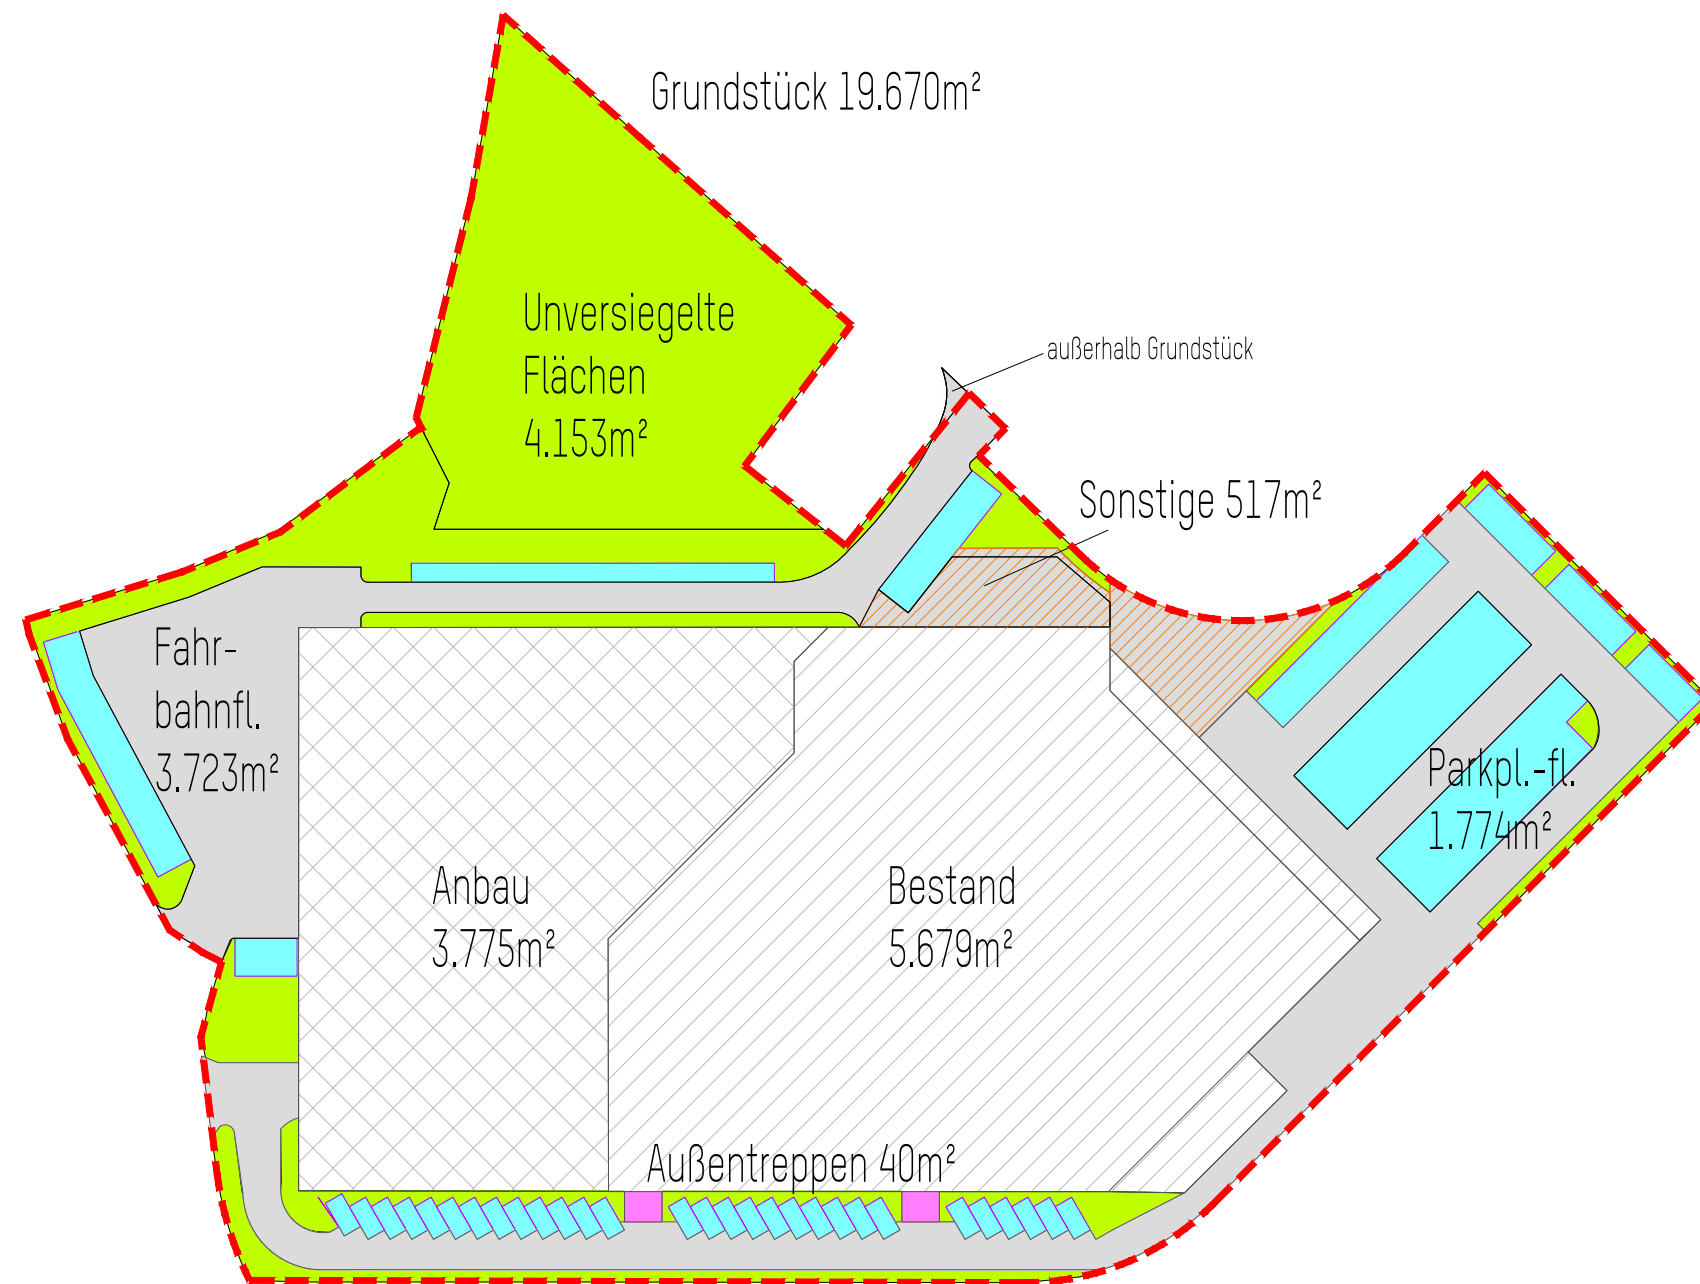 Grundstück 19.670m²
Unversiegelte
Flächen
4.153m²
außerhalb Grundstück
Sonstige 517m²
Fahr-
bahnfl.
3.723m²
Parkpl.-fl.
1.774m²
Anbau
3.775m²
Bestand
5.679m²
Außentreppen 40m²